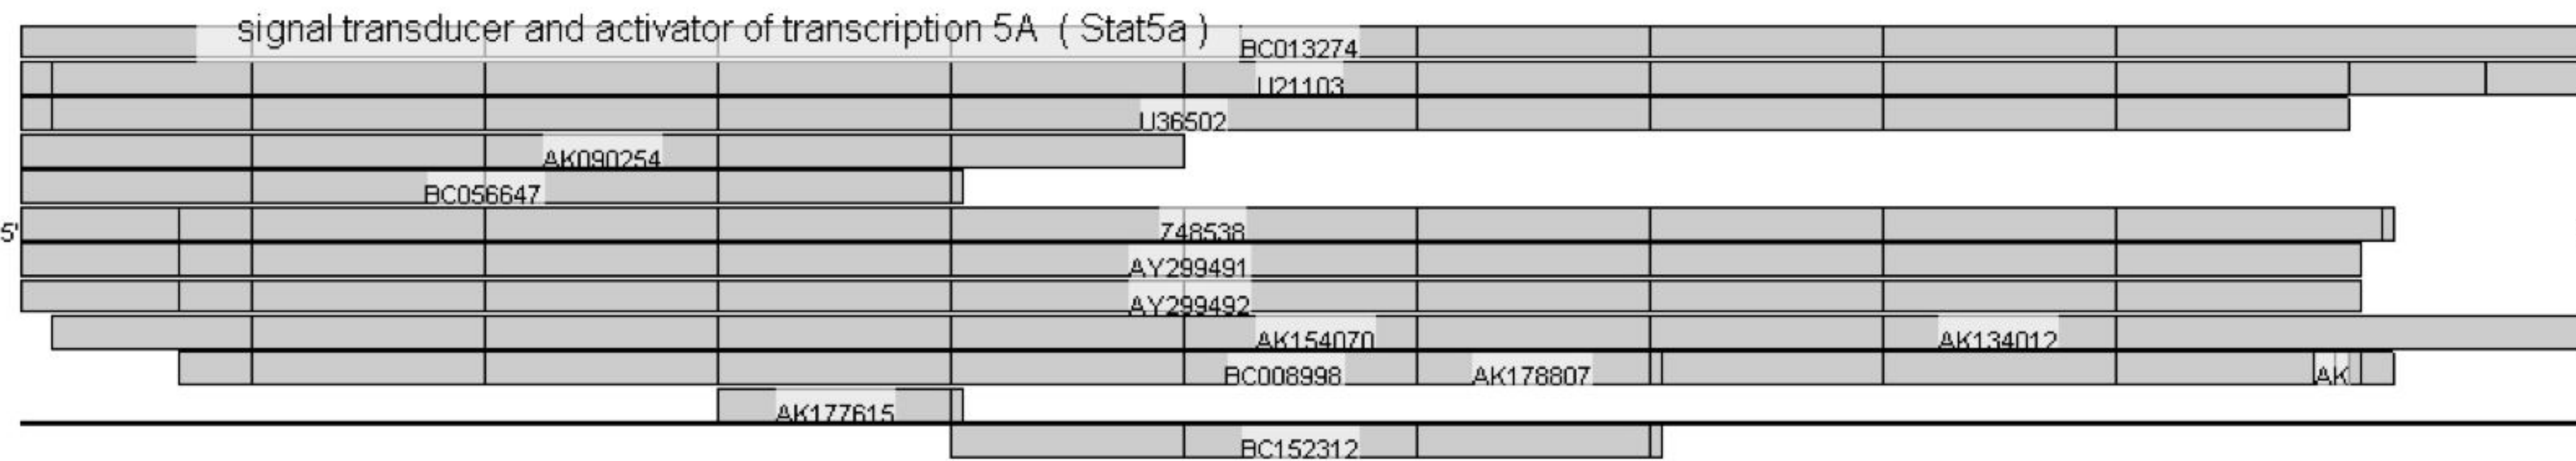 signal transducer and activator of transcription 5A ( Stat5a )
BC013274
U21103
U36502
AK090254
BC056647
5' 748538
AY299491
AY299492
AK154070 AK134012
BC008998 AK178807 AK
AK177615
BC152312